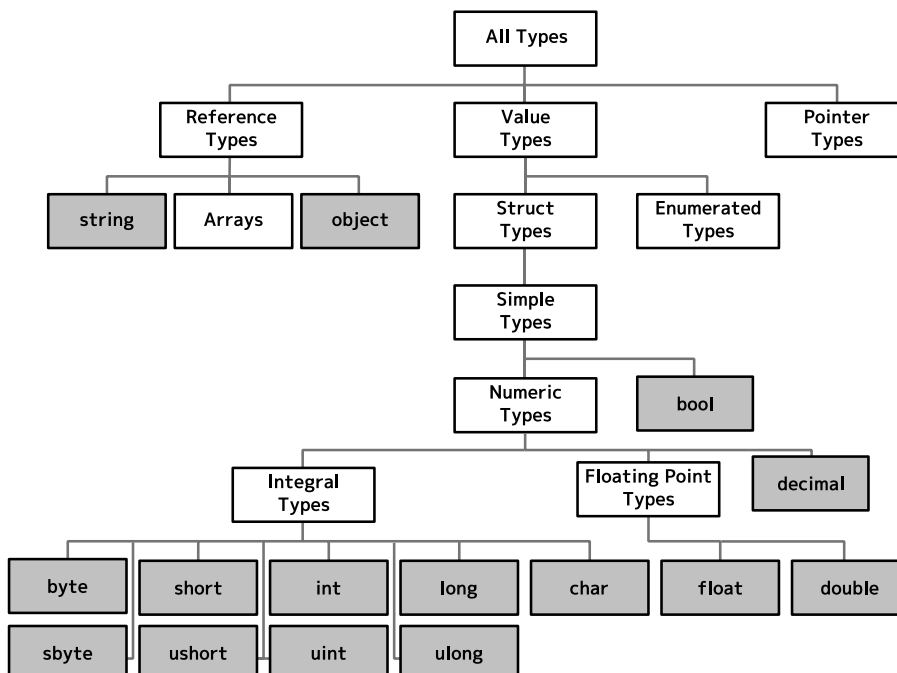 All Types
Reference
Types
Value
Types
Pointer
Types
string
Arrays
object
Struct
Types
Enumerated
Types
Simple
Types
Numeric
Types
bool
Integral
Types
Floating Point
Types
decimal
byte
short
int
long
char
float
double
sbyte
ushort
uint
ulong